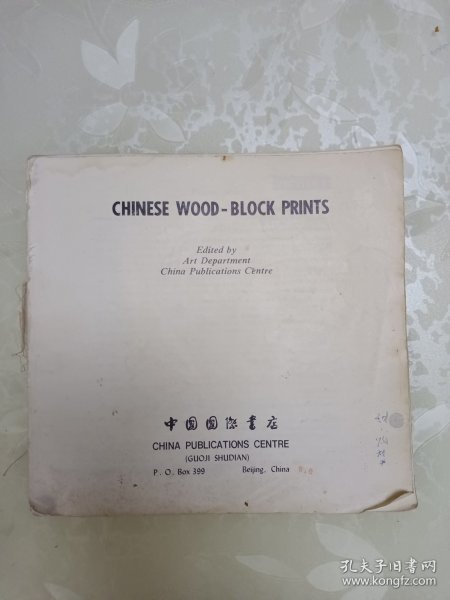 CHINESE WOOD-BLOCK PRINTS
Edited by
Art Department
China Publications Centre
中国国际书店
CHINA PUBLICATIONS CENTRE
(GUOJI SHUDIAN)
P. O. Box 399 Beijing, China
孔夫子旧书网
www.kongfz.com